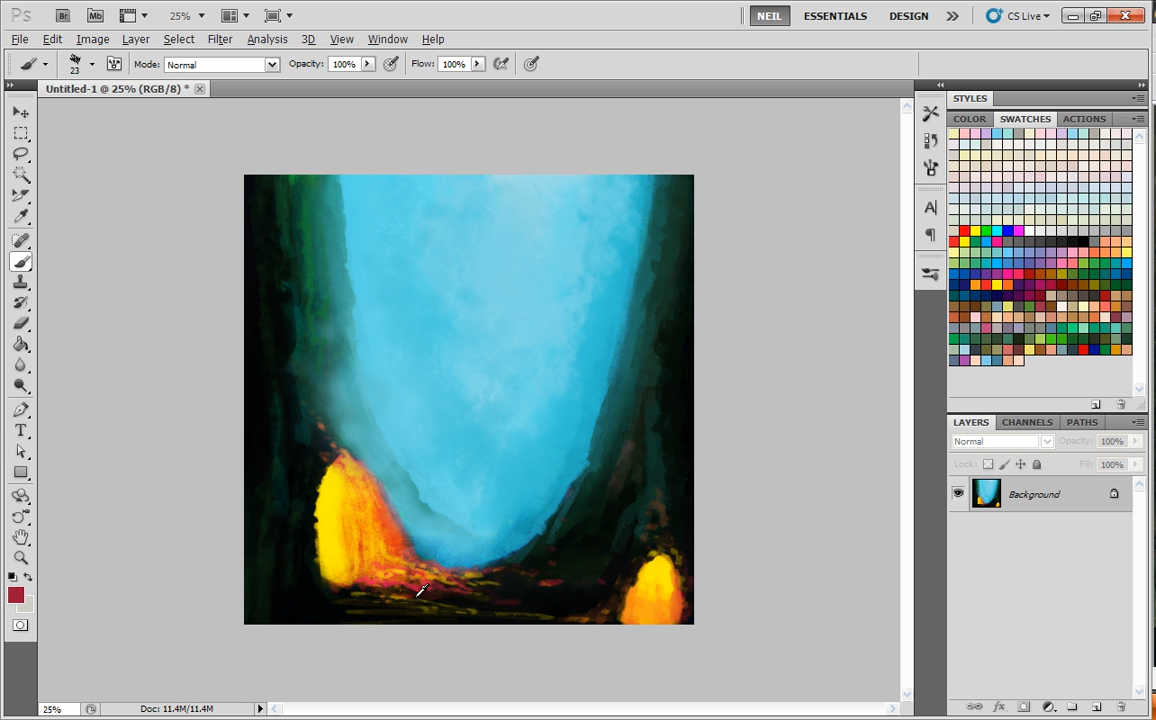 Ps Br Mb 25% NEIL ESSENTIALS DESIGN CS Live
File Edit Image Layer Select Filter Analysis 3D View Window Help
23 Mode: Normal Opacity: 100% Flow: 100%
Untitled-1 @ 25% (RGB/8) *
STYLES
COLOR SWATCHES ACTIONS
LAYERS CHANNELS PATHS
Normal Opacity: 100%
Lock: Fill: 100%
Background
25% Doc: 11.4M/11.4M